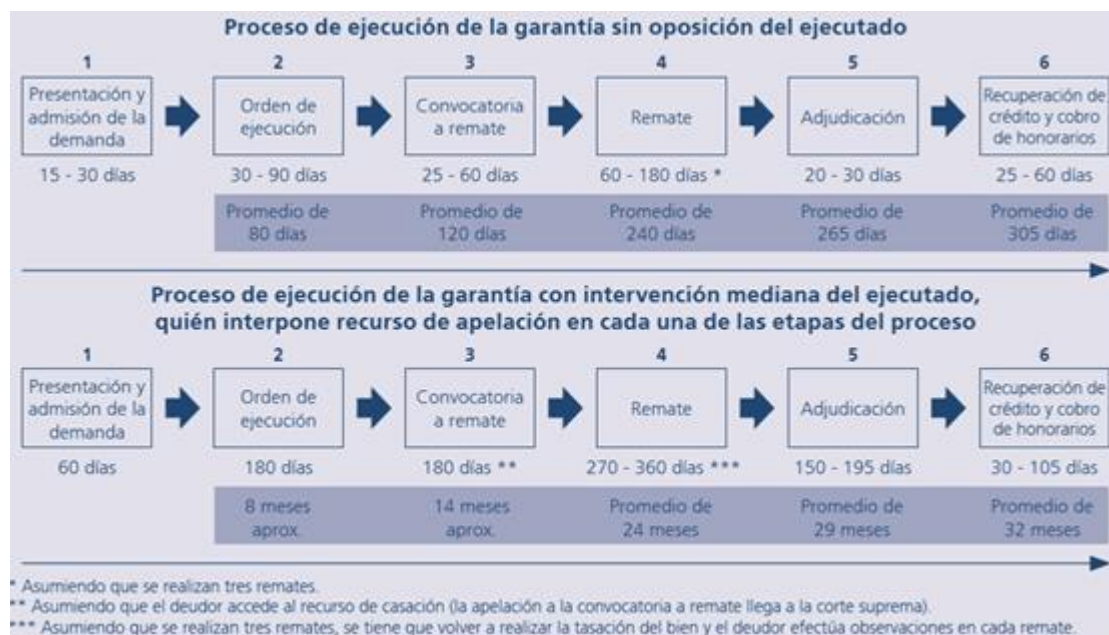 Proceso de ejecución de la garantía sin oposición del ejecutado
1 2 3 4 5 6
Presentación y
admisión de la
demanda
Orden de
ejecución
Convocatoria
a remate
Remate
Adjudicación
Recuperación de
crédito y cobro
de honorarios
15 - 30 días
30 - 90 días
25 - 60 días
60 - 180 días *
20 - 30 días
25 - 60 días
Promedio de
80 días
Promedio de
120 días
Promedio de
240 días
Promedio de
265 días
Promedio de
305 días
Proceso de ejecución de la garantía con intervención mediana del ejecutado,
quién interpone recurso de apelación en cada una de las etapas del proceso
1 2 3 4 5 6
Presentación y
admisión de la
demanda
Orden de
ejecución
Convocatoria
a remate
Remate
Adjudicación
Recuperación de
crédito y cobro
de honorarios
60 días
180 días
180 días **
270 - 360 días ***
150 - 195 días
30 - 105 días
8 meses
aprox.
14 meses
aprox.
Promedio de
24 meses
Promedio de
29 meses
Promedio de
32 meses
* Asumiendo que se realizan tres remates.
** Asumiendo que el deudor accede al recurso de casación (la apelación a la convocatoria a remate llega a la corte suprema).
*** Asumiendo que se realizan tres remates, se tiene que volver a realizar la tasación del bien y el deudor efectúa observaciones en cada remate.